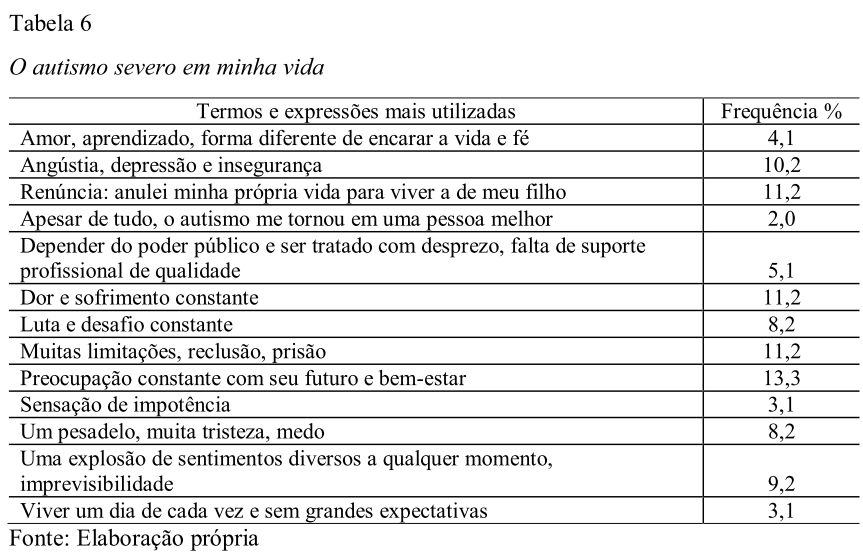 Tabela 6
O autismo severo em minha vida
Termos e expressões mais utilizadas Frequência %
Amor, aprendizado, forma diferente de encarar a vida e fé 4,1
Angústia, depressão e insegurança 10,2
Renúncia: anulei minha própria vida para viver a de meu filho 11,2
Apesar de tudo, o autismo me tornou em uma pessoa melhor 2,0
Depender do poder público e ser tratado com desprezo, falta de suporte
profissional de qualidade 5,1
Dor e sofrimento constante 11,2
Luta e desafio constante 8,2
Muitas limitações, reclusão, prisão 11,2
Preocupação constante com seu futuro e bem-estar 13,3
Sensação de impotência 3,1
Um pesadelo, muita tristeza, medo 8,2
Uma explosão de sentimentos diversos a qualquer momento,
imprevisibilidade 9,2
Viver um dia de cada vez e sem grandes expectativas 3,1
Fonte: Elaboração própria